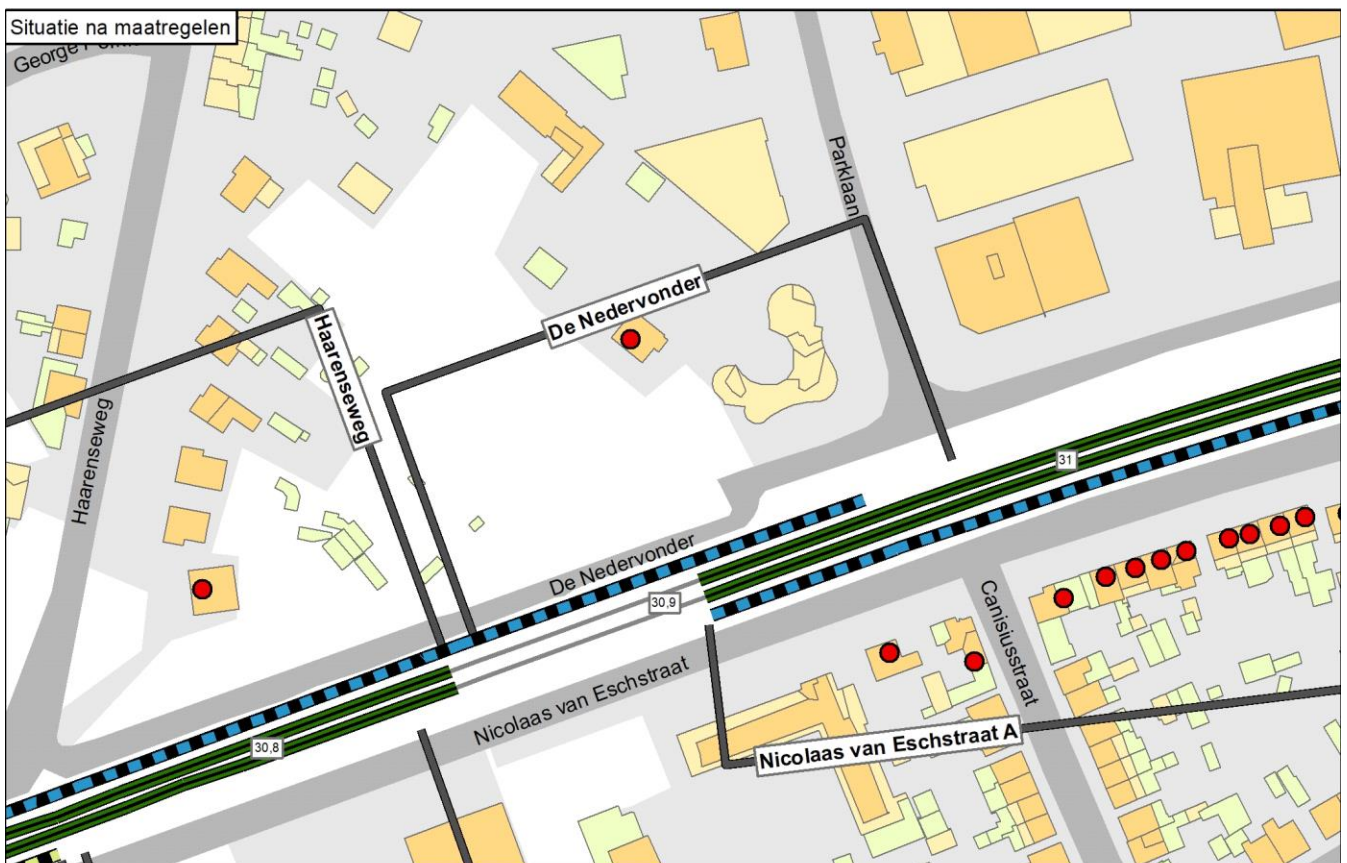 Situatie na maatregelen
George
Parklaan
De Nedervonder
Haarenseweg
Haarenseweg
31
De Nedervonder
30,9
Canisiusstraat
Nicolaas van Eschstraat
Nicolaas van Eschstraat A
30,8